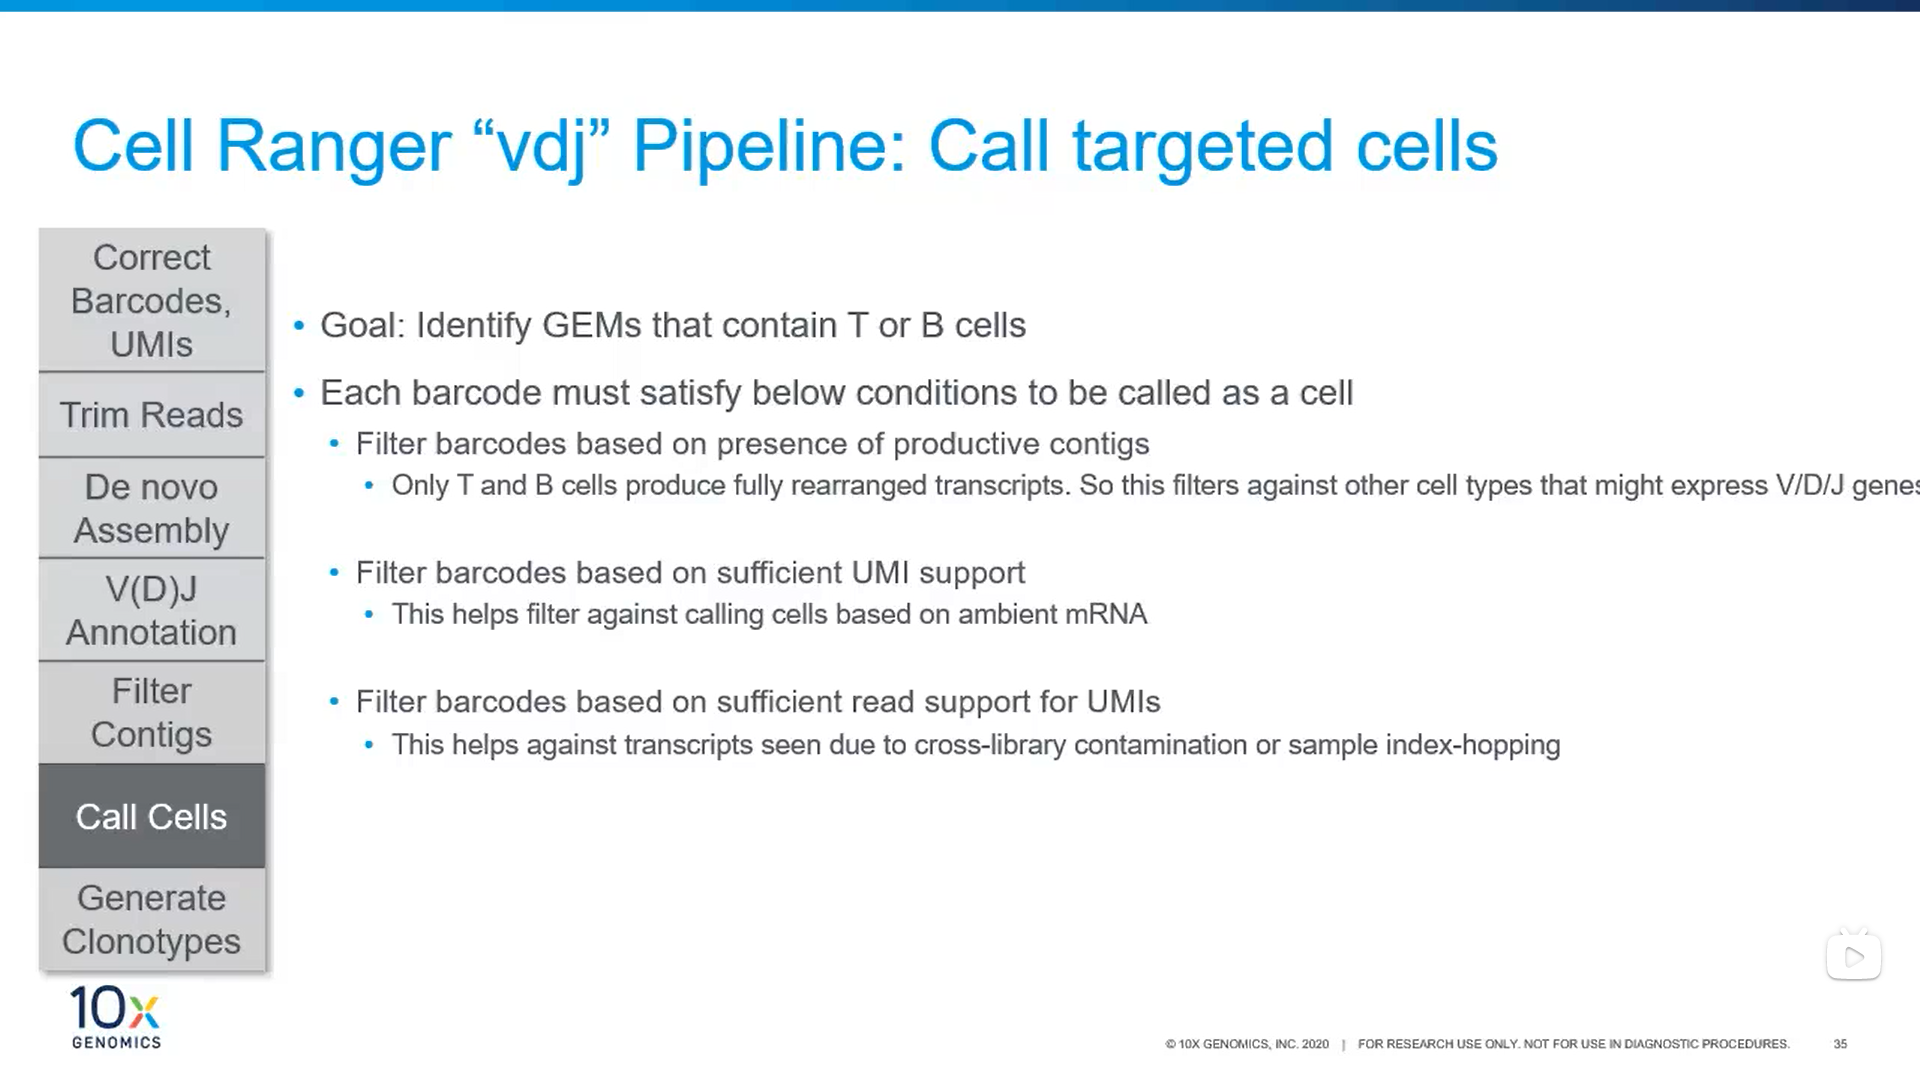 Cell Ranger “vdj” Pipeline: Call targeted cells
Correct
Barcodes,
UMIs
Trim Reads
De novo
Assembly
V(D)J
Annotation
Filter
Contigs
Call Cells
Generate
Clonotypes
• Goal: Identify GEMs that contain T or B cells
• Each barcode must satisfy below conditions to be called as a cell
• Filter barcodes based on presence of productive contigs
• Only T and B cells produce fully rearranged transcripts. So this filters against other cell types that might express V/D/J genes
• Filter barcodes based on sufficient UMI support
• This helps filter against calling cells based on ambient mRNA
• Filter barcodes based on sufficient read support for UMIs
• This helps against transcripts seen due to cross-library contamination or sample index-hopping
10x
GENOMICS
© 10X GENOMICS, INC. 2020 | FOR RESEARCH USE ONLY. NOT FOR USE IN DIAGNOSTIC PROCEDURES. 35